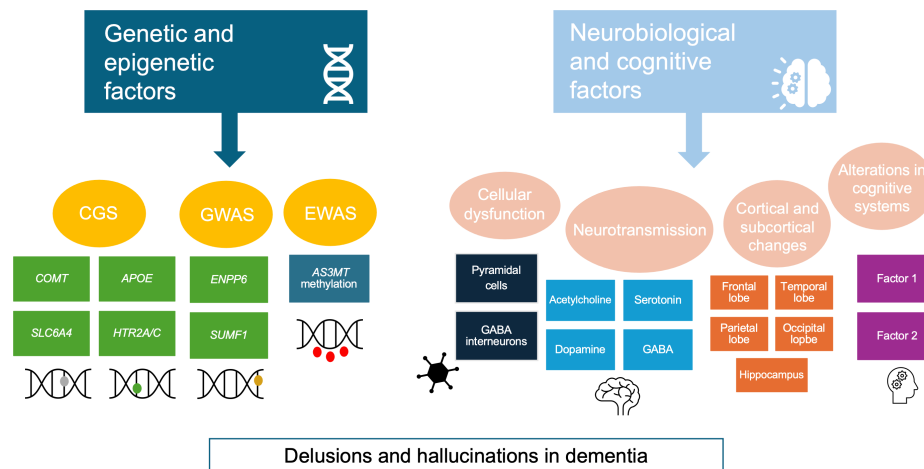 Genetic and
epigenetic
factors
Neurobiological
and cognitive
factors
CGS
GWAS
EWAS
Cellular
dysfunction
Neurotransmission
Cortical and
subcortical
changes
Alterations in
cognitive
systems
COMT
APOE
ENPP6
AS3MT
methylation
SLC6A4
HTR2A/C
SUMF1
Pyramidal
cells
GABA
interneurons
Acetylcholine
Serotonin
Dopamine
GABA
Frontal
lobe
Temporal
lobe
Parietal
lobe
Occipital
lopbe
Hippocampus
Factor 1
Factor 2
Delusions and hallucinations in dementia